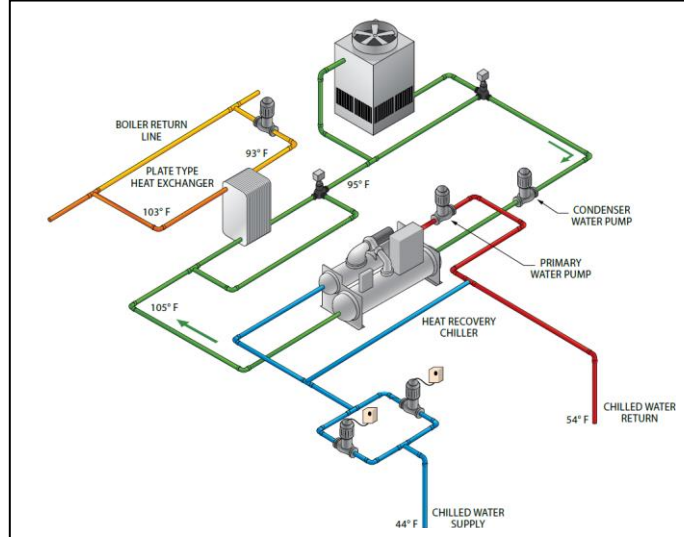 BOILER RETURN
LINE
93° F
PLATE TYPE
HEAT EXCHANGER
95° F
103° F
CONDENSER
WATER PUMP
PRIMARY
WATER PUMP
105° F
HEAT RECOVERY
CHILLER
54° F
CHILLED WATER
RETURN
44° F
CHILLED WATER
SUPPLY